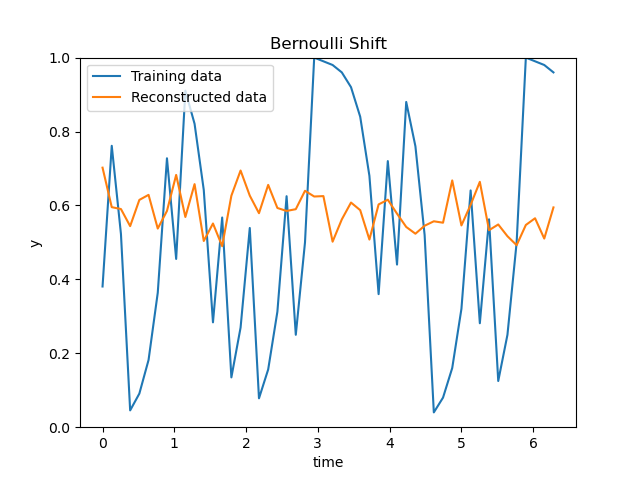 Bernoulli Shift
Training data
Reconstructed data
1.0
0.8
0.6
0.4
0.2
0.0
y
0 1 2 3 4 5 6
time